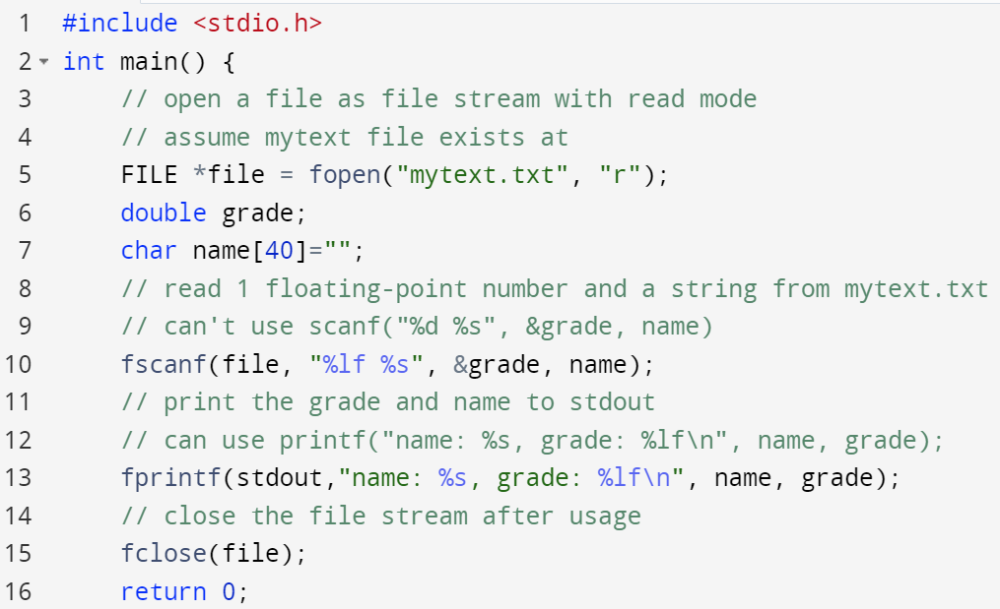 1 #include <stdio.h>
2 int main() {
3 // open a file as file stream with read mode
4 // assume mytext file exists at
5 FILE *file = fopen("mytext.txt", "r");
6 double grade;
7 char name[40]="";
8 // read 1 floating-point number and a string from mytext.txt
9 // can't use scanf("%d %s", &grade, name)
10 fscanf(file, "%lf %s", &grade, name);
11 // print the grade and name to stdout
12 // can use printf("name: %s, grade: %lf\n", name, grade);
13 fprintf(stdout,"name: %s, grade: %lf\n", name, grade);
14 // close the file stream after usage
15 fclose(file);
16 return 0;